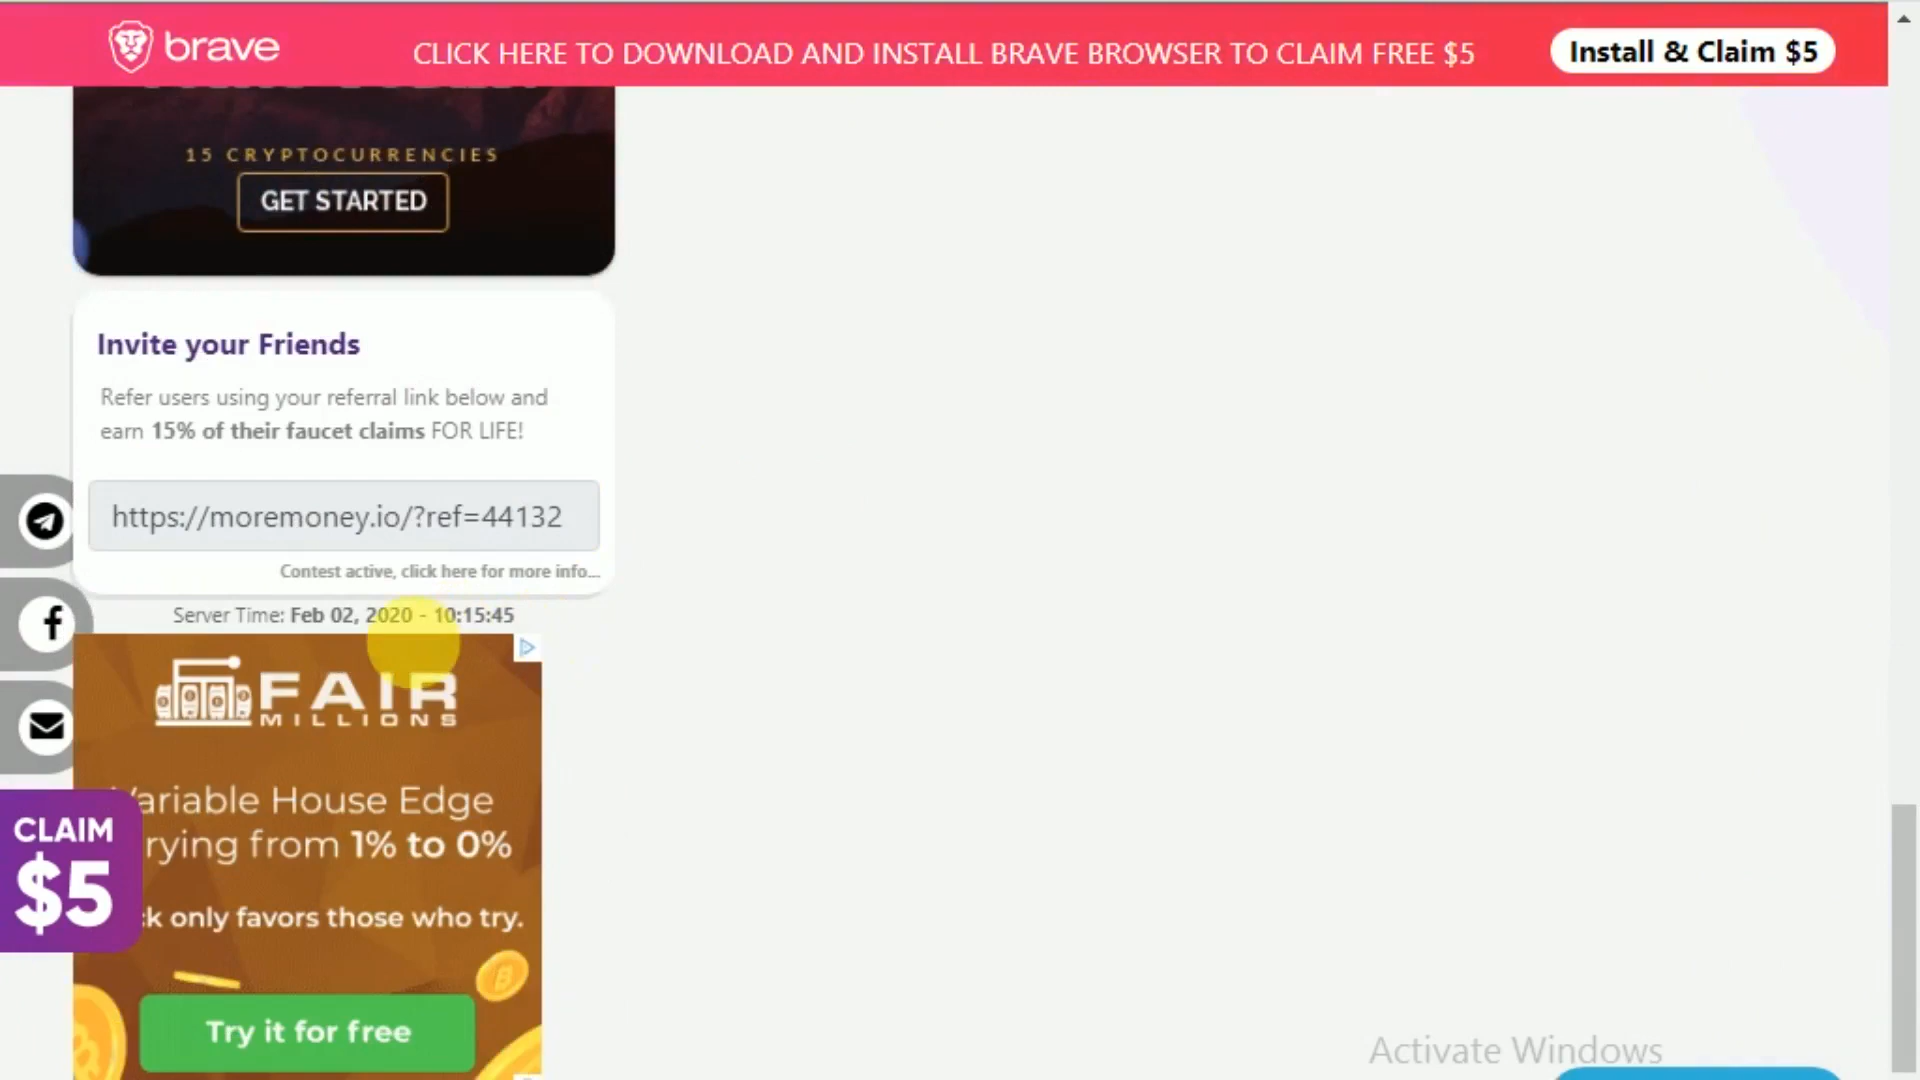 brave
CLICK HERE TO DOWNLOAD AND INSTALL BRAVE BROWSER TO CLAIM FREE $5
Install & Claim $5
15 CRYPTOCURRENCIES
GET STARTED
Invite your Friends
Refer users using your referral link below and
earn 15% of their faucet claims FOR LIFE!
https://moremoney.io/?ref=44132
Contest active, click here for more info...
Server Time: Feb 02, 2020 - 10:15:45
FAIR
MILLIONS
Variable House Edge
rying from 1% to 0%
CLAIM
$5
k only favors those who try.
Try it for free
Activate Windows